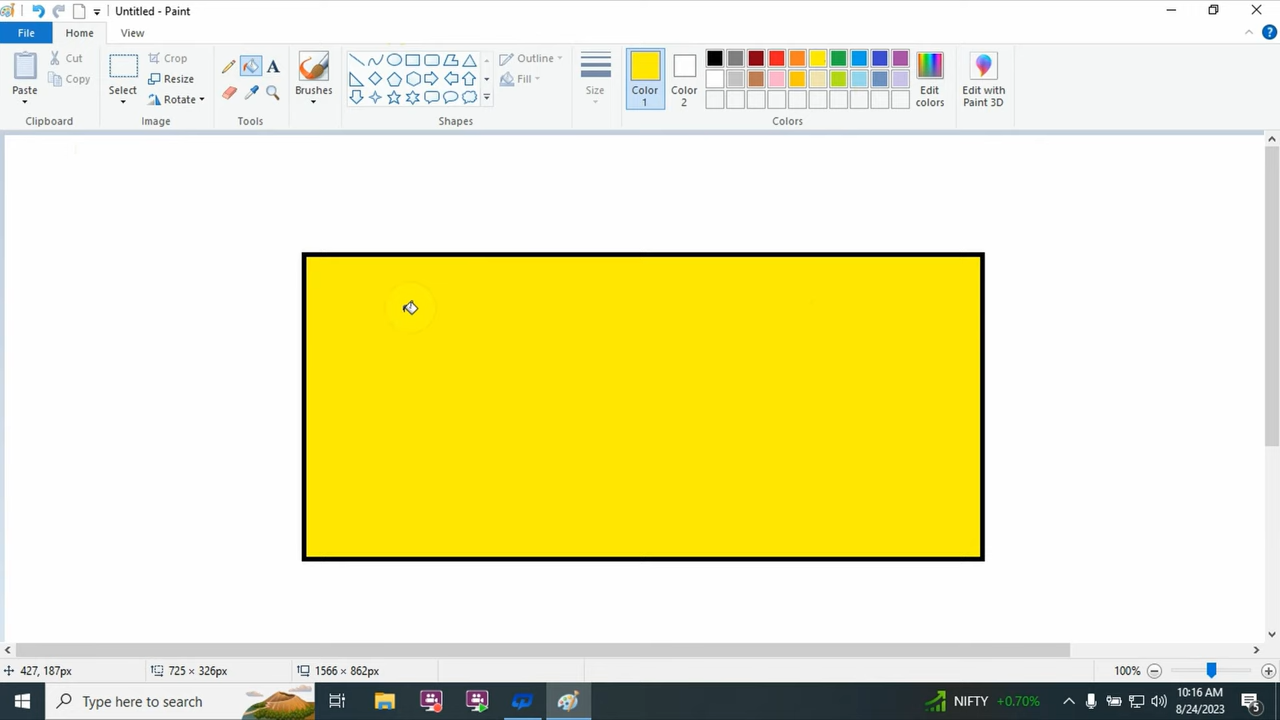 Untitled - Paint
File
Home
View
Paste
Cut
Copy
Clipboard
Select
Crop
Resize
Rotate
Image
A
Tools
Brushes
Outline
Fill
Shapes
Size
Color 1
Color 2
Edit colors
Colors
Edit with Paint 3D
427, 187px
725 × 326px
1566 × 862px
100%
Type here to search
NIFTY +0.70%
10:16 AM
8/24/2023
5